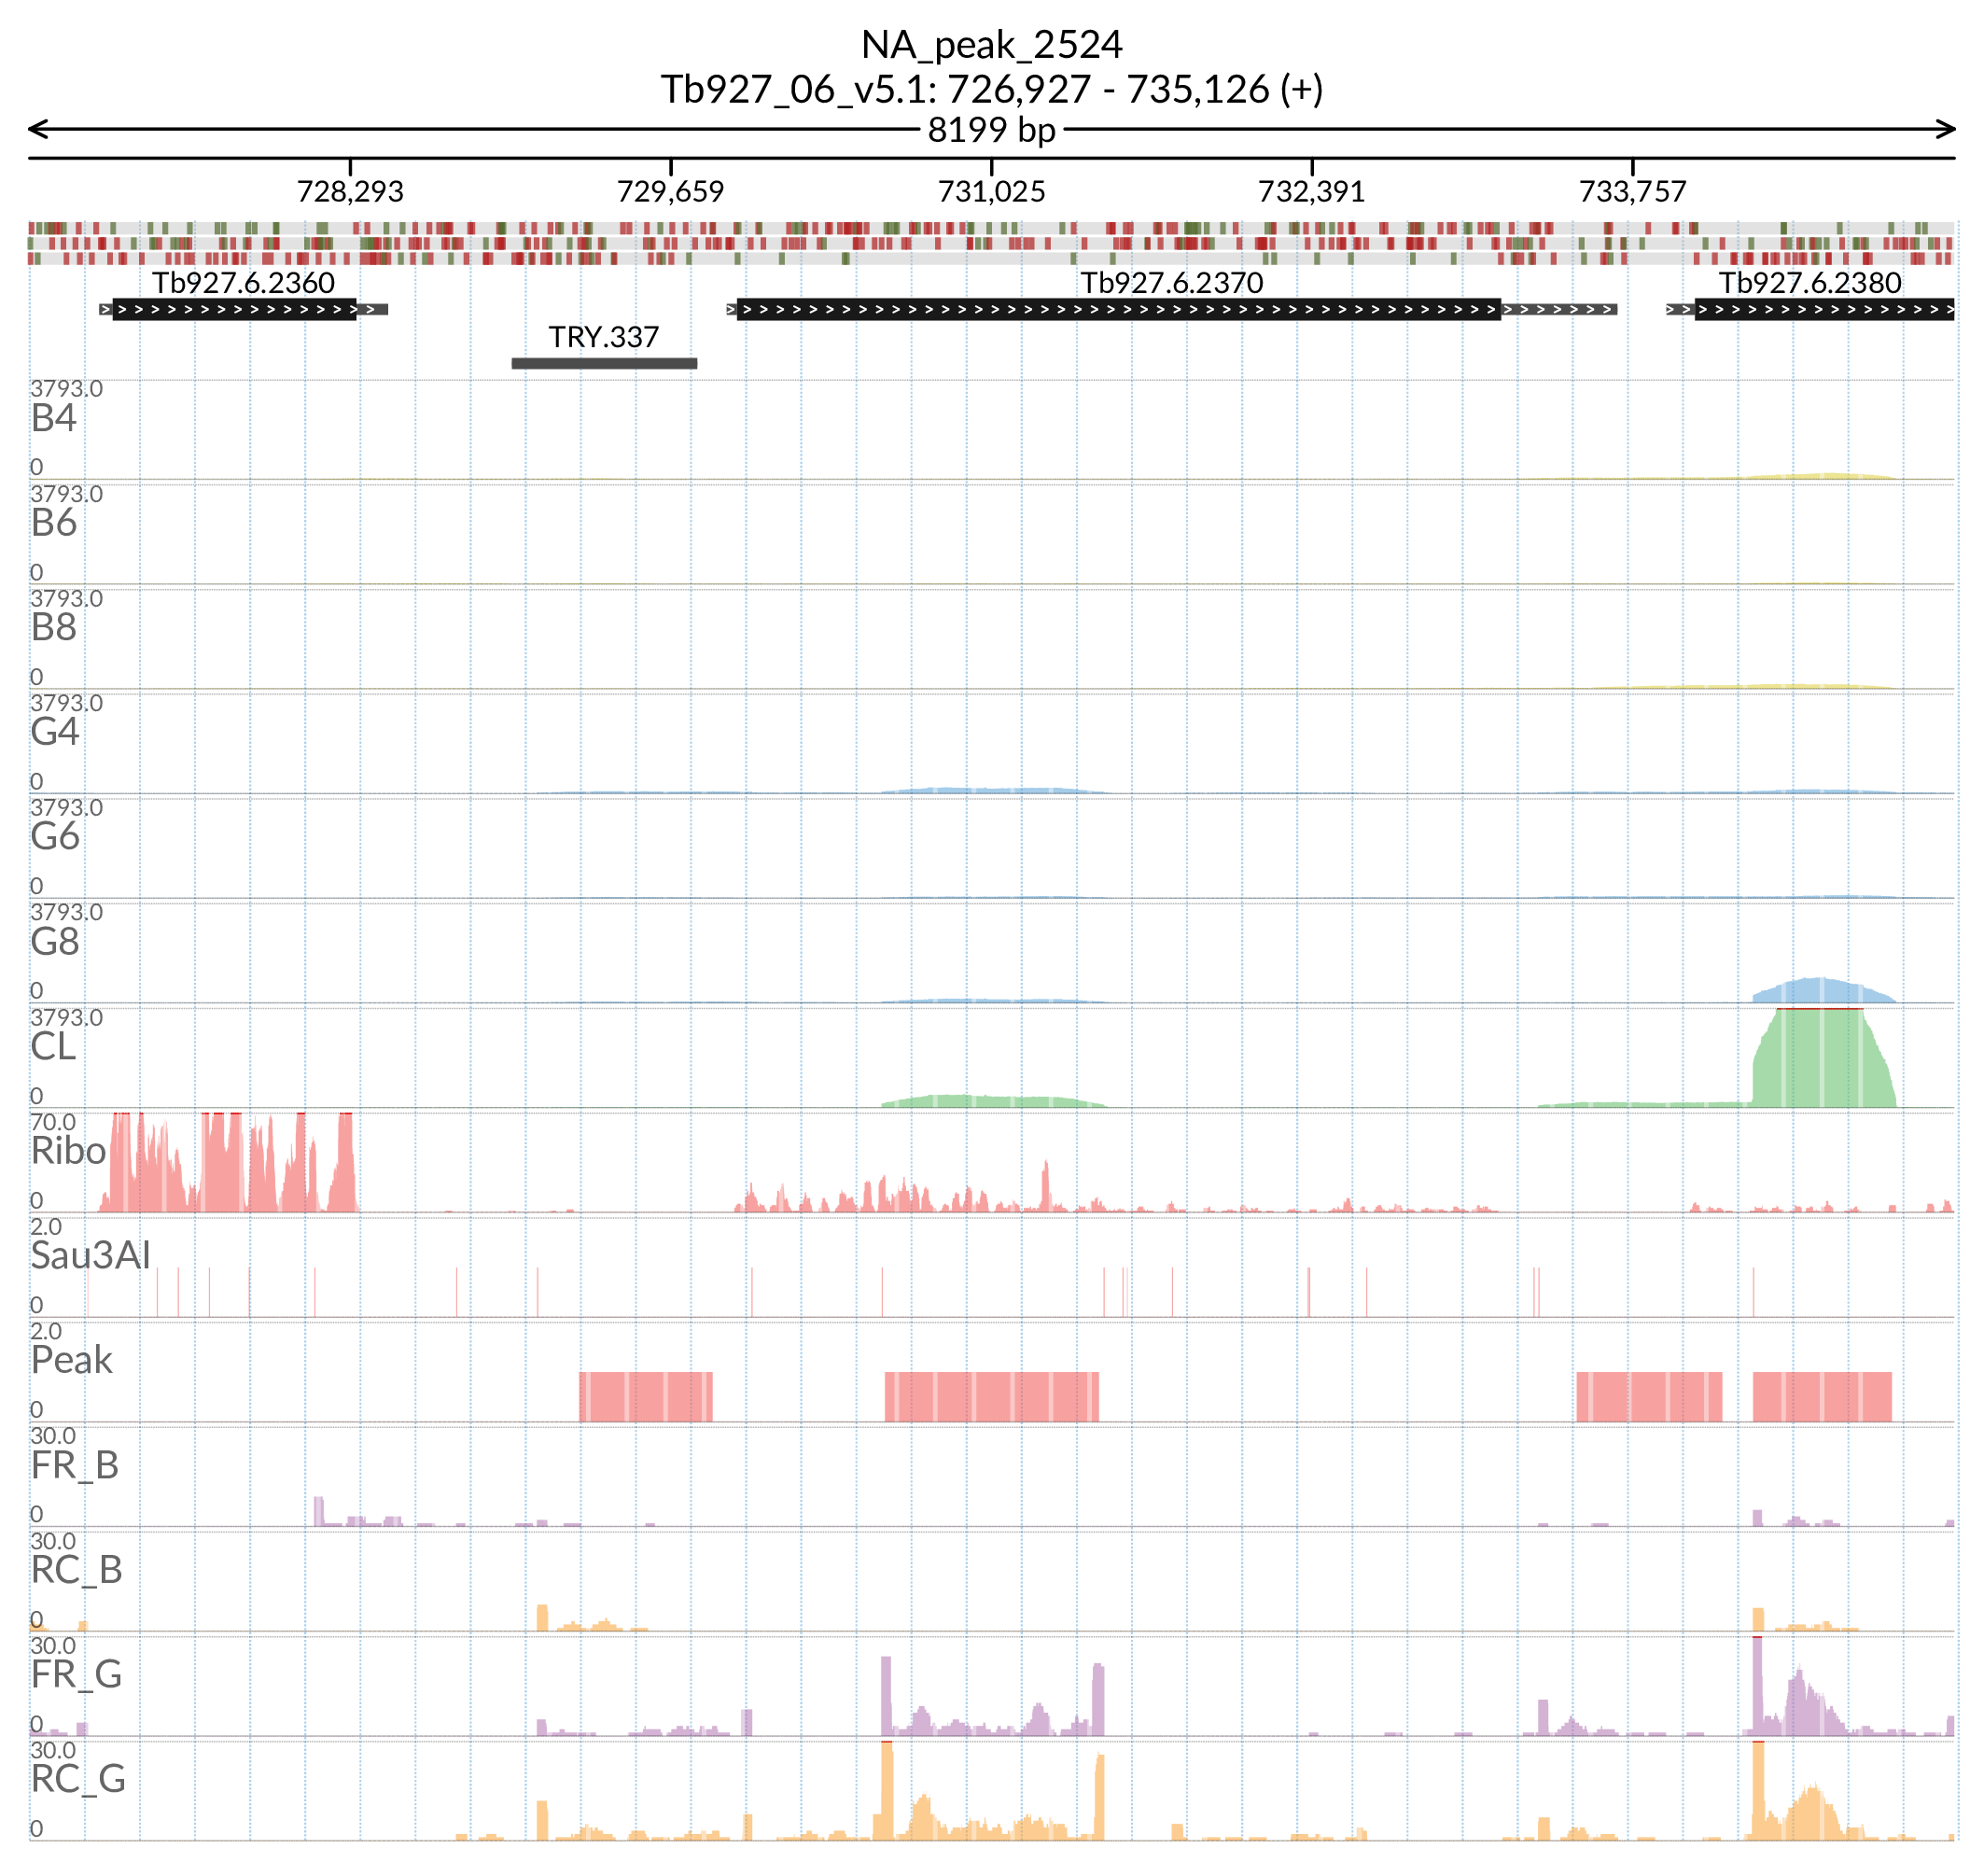 NA_peak_2524
Tb927_06_v5.1: 726,927 - 735,126 (+)
8199 bp
728,293 729,659 731,025 732,391 733,757
Tb927.6.2360 Tb927.6.2370 Tb927.6.2380
TRY.337
3793.0
B4
0
3793.0
B6
0
3793.0
B8
0
3793.0
G4
0
3793.0
G6
0
3793.0
G8
0
3793.0
CL
0
70.0
Ribo
0
2.0
Sau3AI
0
2.0
Peak
0
30.0
FR_B
0
30.0
RC_B
0
30.0
FR_G
0
30.0
RC_G
0